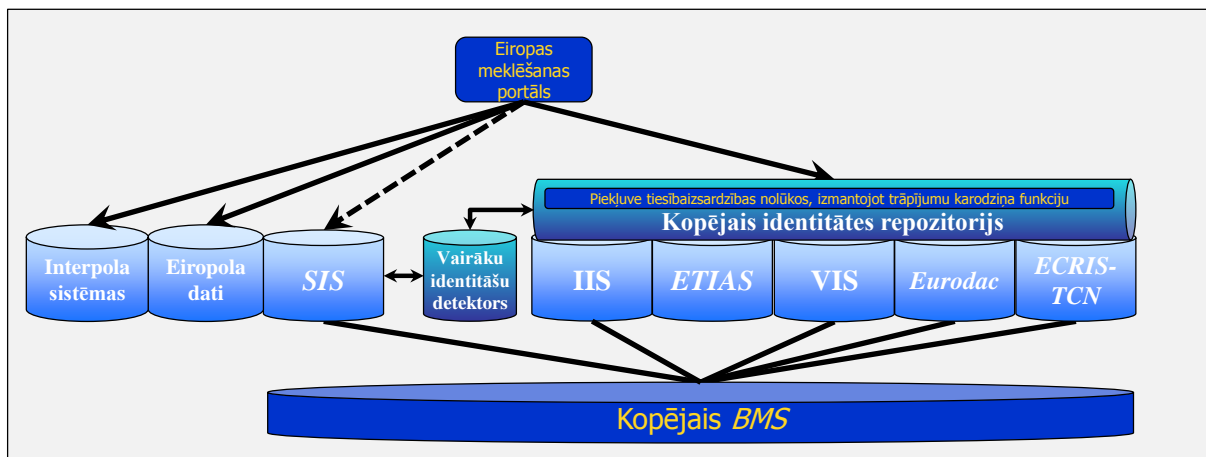 Eiropas
meklēšanas
portāls
Piekļuve tiesībaizsardzības nolūkos, izmantojot trāpījumu karodziņa funkciju
Kopējais identitātes repozitorijs
Interpola
sistēmas
Eiropola
dati
SIS
Vairāku
identitāšu
detektors
IIS
ETIAS
VIS
Eurodac
ECRIS-
TCN
Kopējais BMS